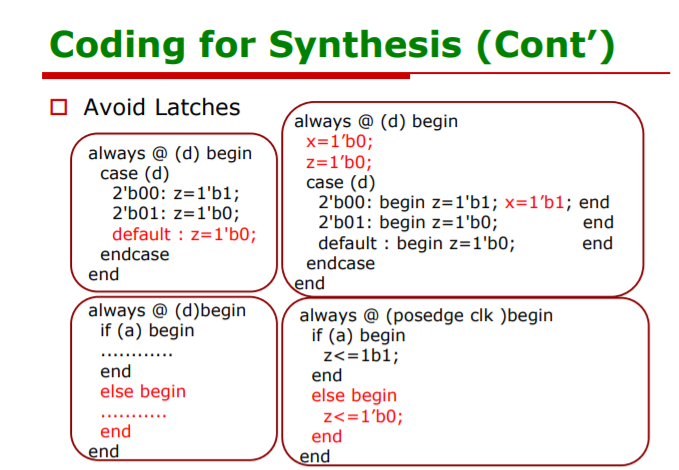 Coding for Synthesis (Cont’)
Avoid Latches
always @ (d) begin
case (d)
2'b00: z=1'b1;
2'b01: z=1'b0;
default : z=1'b0;
endcase
end
always @ (d) begin
x=1’b0;
z=1’b0;
case (d)
2'b00: begin z=1'b1; x=1’b1; end
2'b01: begin z=1'b0; end
default : begin z=1'b0; end
endcase
end
always @ (d)begin
if (a) begin
............
end
else begin
...........
end
end
always @ (posedge clk )begin
if (a) begin
z<=1b1;
end
else begin
z<=1’b0;
end
end